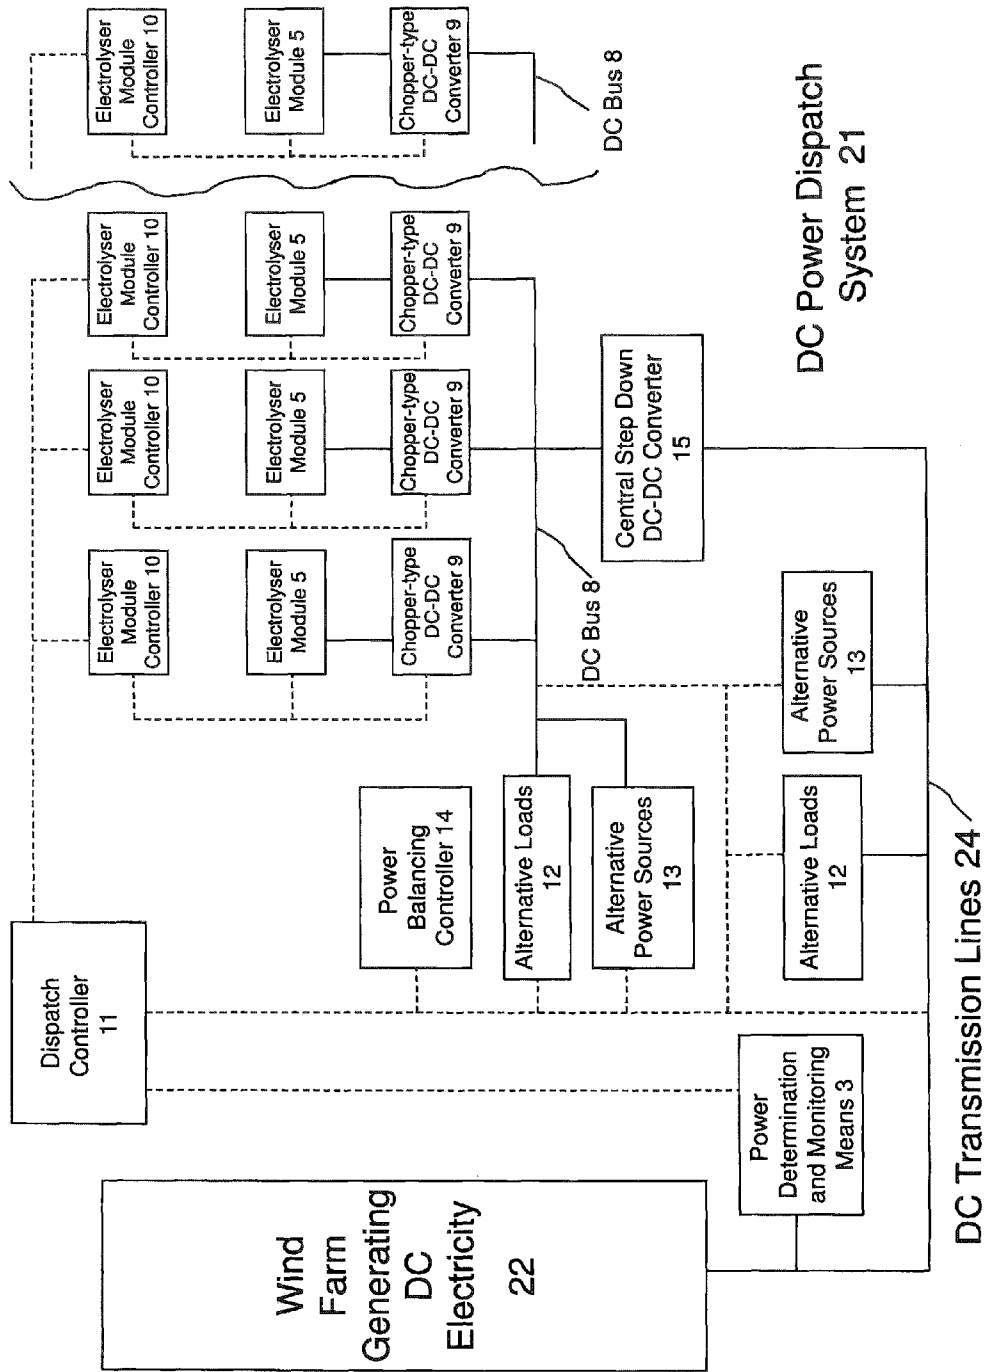 Wind
Farm
Generating
DC
Electricity
22
Dispatch
Controller
11
Power
Determination
and Monitoring
Means 3
Power
Balancing
Controller 14
Alternative Loads
12
Alternative
Power Sources
13
Alternative Loads
12
Alternative
Power Sources
13
Electrolyser
Module
Controller 10
Electrolyser
Module 5
Chopper-type
DC-DC
Converter 9
Electrolyser
Module
Controller 10
Electrolyser
Module 5
Chopper-type
DC-DC
Converter 9
Electrolyser
Module
Controller 10
Electrolyser
Module 5
Chopper-type
DC-DC
Converter 9
Electrolyser
Module
Controller 10
Electrolyser
Module 5
Chopper-type
DC-DC
Converter 9
DC Bus 8
DC Bus 8
Central Step Down
DC-DC Converter
15
DC Transmission Lines 24
DC Power Dispatch
System 21